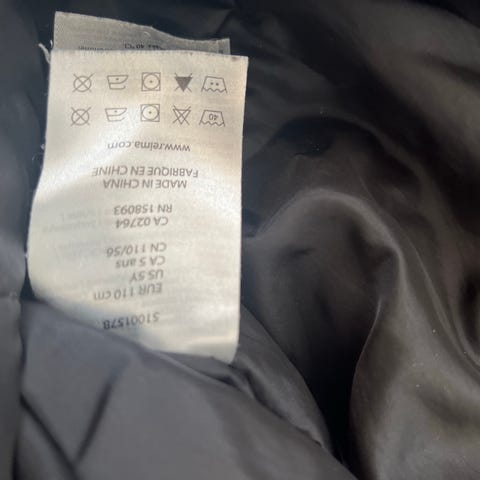 51001578
EUR 110 cm
US 5Y
CA 5 ans
CN 110/56
CA 02764
RN 158093
MADE IN CHINA
FABRIQUE EN CHINE
www.reima.com
40